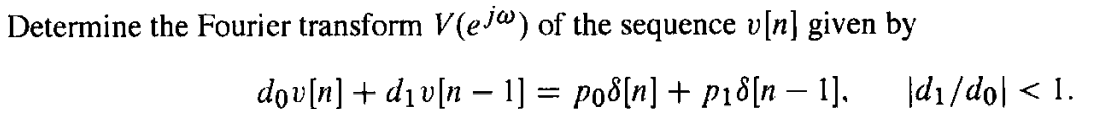 Determine the Fourier transform V(e^{jω}) of the sequence v[n] given by
d₀v[n] + d₁v[n − 1] = p₀δ[n] + p₁δ[n − 1],    |d₁/d₀| < 1.